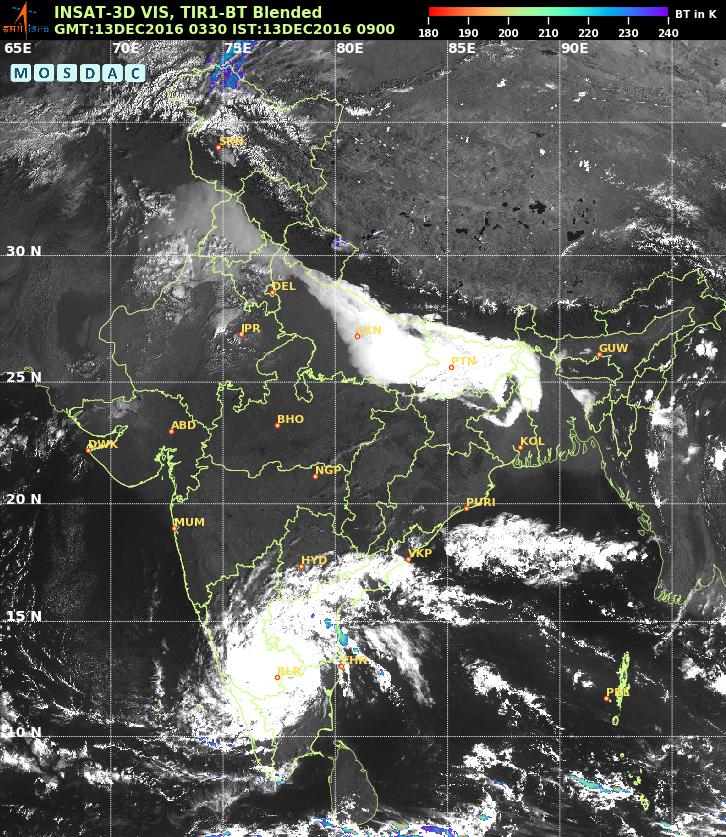 INSAT-3D VIS, TIR1-BT Blended
GMT:13DEC2016 0330 IST:13DEC2016 0900
BT in K
180 190 200 210 220 230 240
65E 70E 75E 80E 85E 90E
MOSDAC
SRN
30 N
DEL
JPR LKN
GUW
PTN
25 N
ABD BHO
DWK KOL
NGP
20 N PURI
MUM
HYD VKP
15 N
CHN
BLR
PBL
10 N